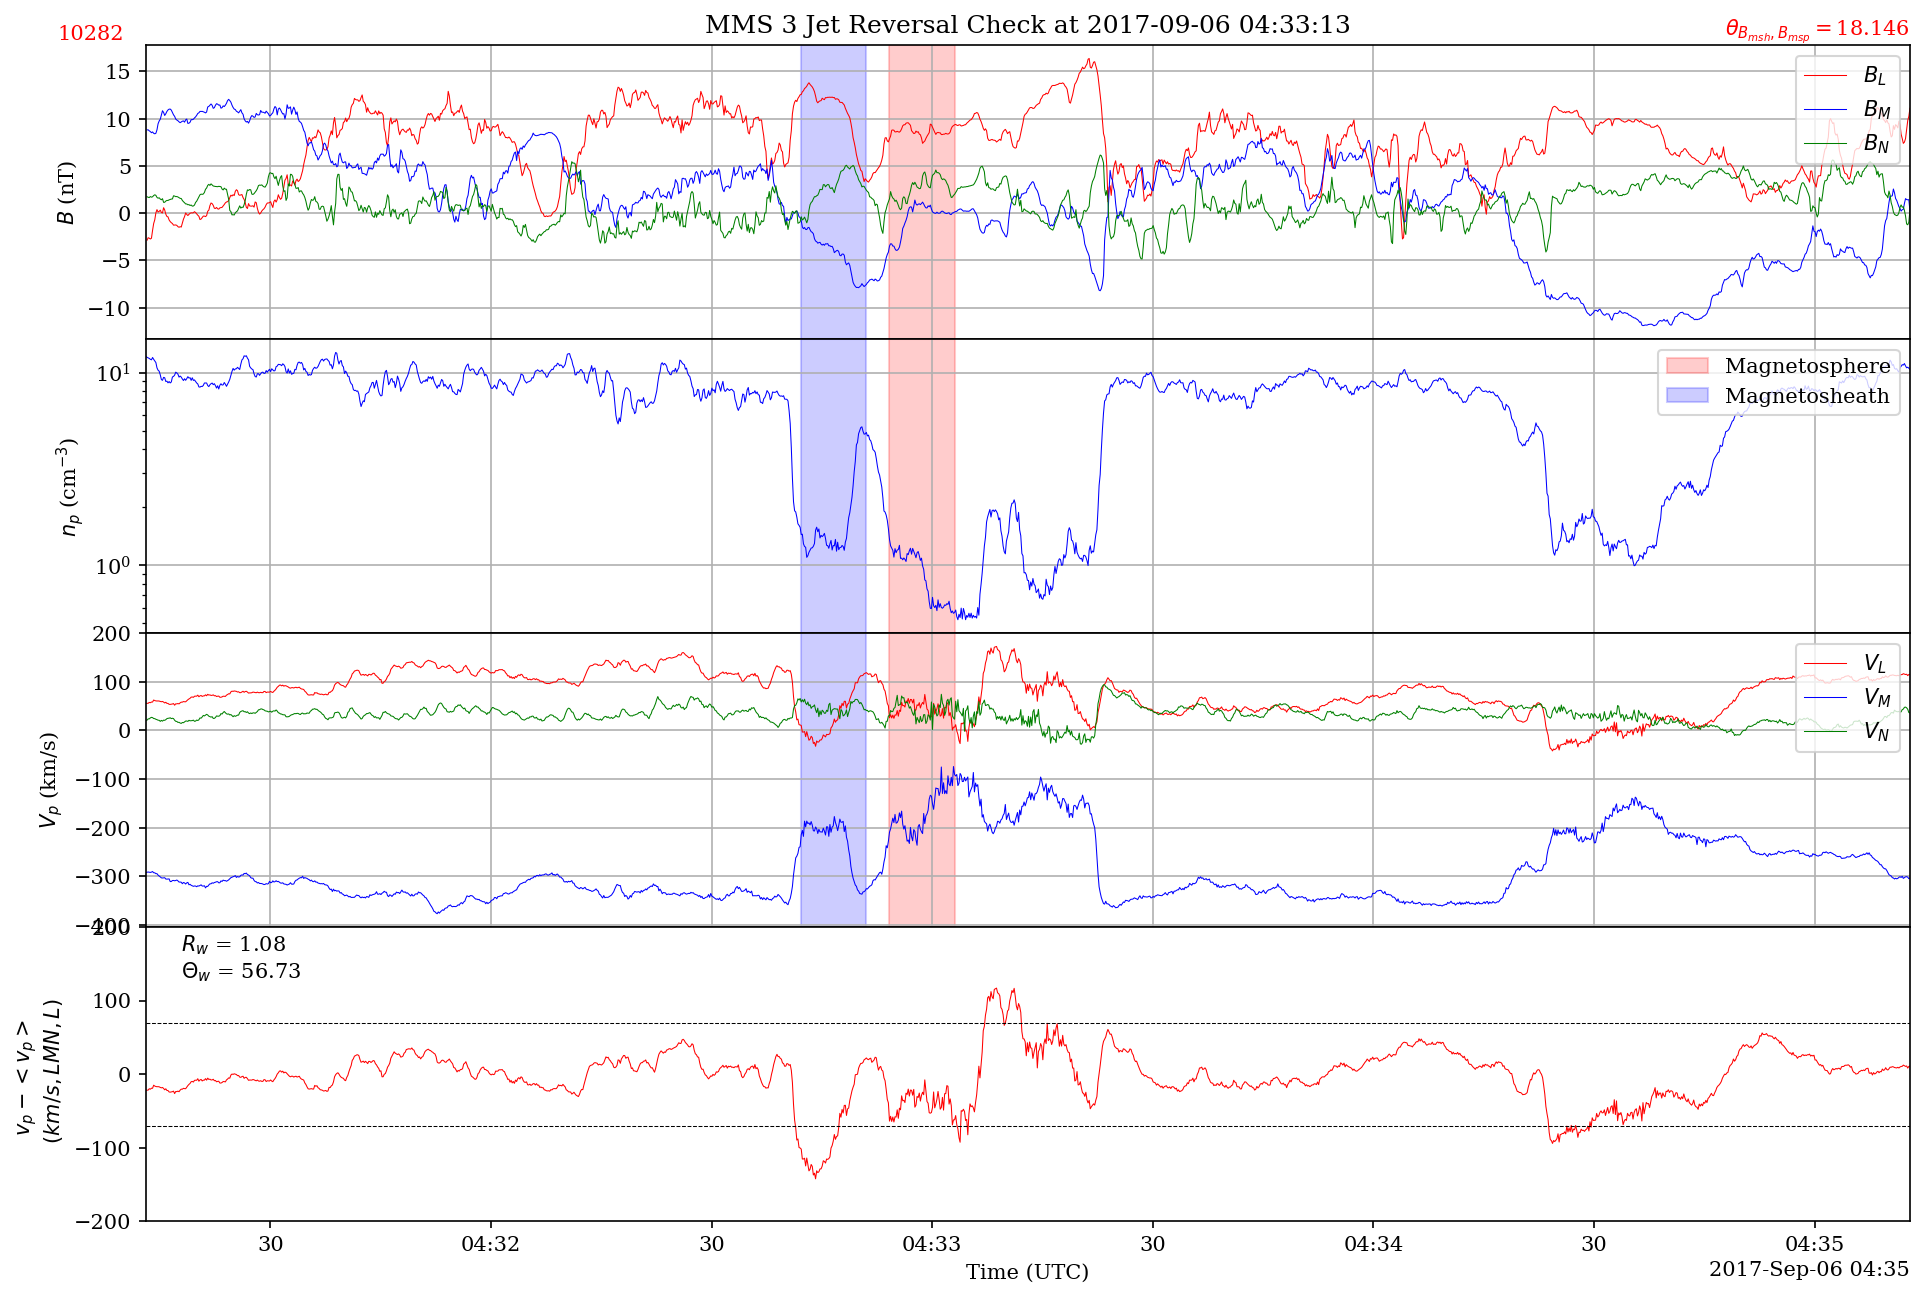 10282
MMS 3 Jet Reversal Check at 2017-09-06 04:33:13
θ_{B_{msh}, B_{msp}} = 18.146
15
10
5
0
−5
−10
B (nT)
B_L
B_M
B_N
10^1
10^0
n_p (cm^{−3})
Magnetosphere
Magnetosheath
200
100
0
−100
−200
−300
−400
V_p (km/s)
V_L
V_M
V_N
200
100
0
−100
−200
v_p − < v_p >
(km/s, LMN, L)
R_w = 1.08
Θ_w = 56.73
30
04:32
30
04:33
30
04:34
30
04:35
Time (UTC)
2017-Sep-06 04:35